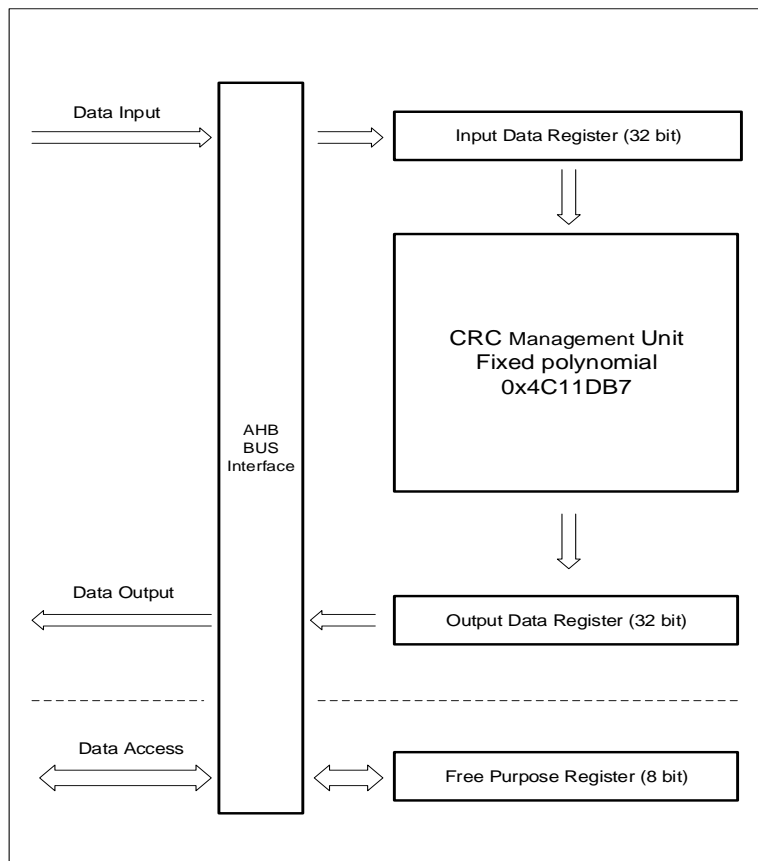 Data Input
Input Data Register (32 bit)
CRC Management Unit
Fixed polynomial
0x4C11DB7
AHB
BUS
Interface
Data Output
Output Data Register (32 bit)
Data Access
Free Purpose Register (8 bit)